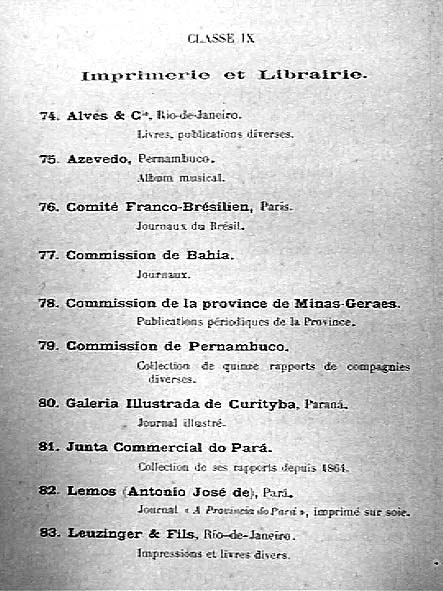 CLASSE IX
Imprimerie et Librairie.
74. Alves & Cie, Rio-de-Janeiro.
Livres, publications diverses.
75. Azevedo, Pernambuco.
Album musical.
76. Comité Franco-Brésilien, Paris.
Journaux du Brésil.
77. Commission de Bahia.
Journaux.
78. Commission de la province de Minas-Geraes.
Publications périodiques de la Province.
79. Commission de Pernambuco.
Collection de quinze rapports de compagnies
diverses.
80. Galeria Illustrada de Curityba, Paraná.
Journal illustré.
81. Junta Commercial do Pará.
Collection de ses rapports depuis 1864.
82. Lemos (Antonio José de), Pará.
Journal « A Provincia do Pará », imprimé sur soie.
83. Leuzinger & Fils, Rio-de-Janeiro.
Impressions et livres divers.